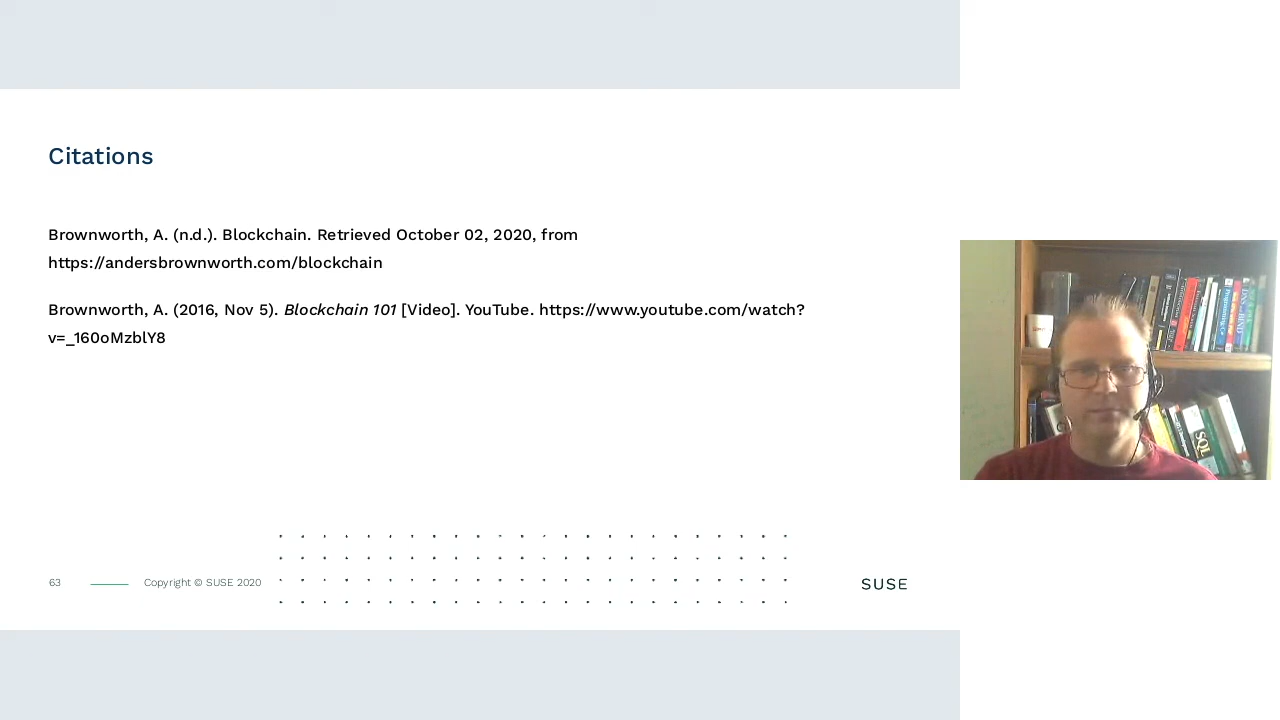 Citations
Brownworth, A. (n.d.). Blockchain. Retrieved October 02, 2020, from
https://andersbrownworth.com/blockchain
Brownworth, A. (2016, Nov 5). Blockchain 101 [Video]. YouTube. https://www.youtube.com/watch?
v=_160oMzblY8
63
Copyright © SUSE 2020
SUSE
SQL